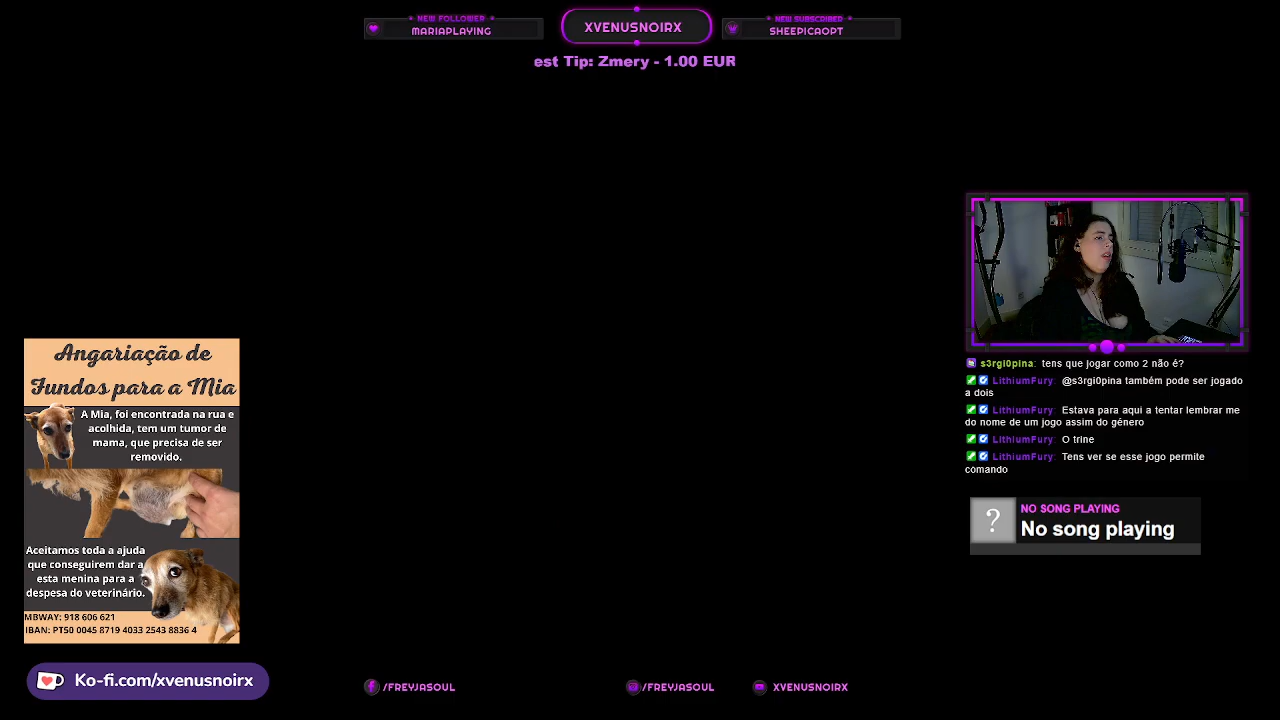 NEW FOLLOWER
MARIAPLAYING
XVENUSNOIRX
NEW SUBSCRIBED
SHEEPICAOPT
est Tip: Zmery - 1.00 EUR
Angariação de
Fundos para a Mia
A Mia, foi encontrada na rua e
acolhida, tem um tumor de
mama, que precisa de ser
removido.
Aceitamos toda a ajuda
que conseguirem dar a
esta menina para a
despesa do veterinário.
MBWAY: 918 606 621
IBAN: PT50 0045 8719 4033 2543 8836 4
Ko-fi.com/xvenusnoirx
s3rgi0pina: tens que jogar como 2 não é?
LithiumFury: @s3rgi0pina também pode ser jogado
a dois
LithiumFury: Estava para aqui a tentar lembrar me
do nome de um jogo assim do género
LithiumFury: O trine
LithiumFury: Tens ver se esse jogo permite
comando
?
NO SONG PLAYING
No song playing
/FREYJASOUL
/FREYJASOUL
XVENUSNOIRX